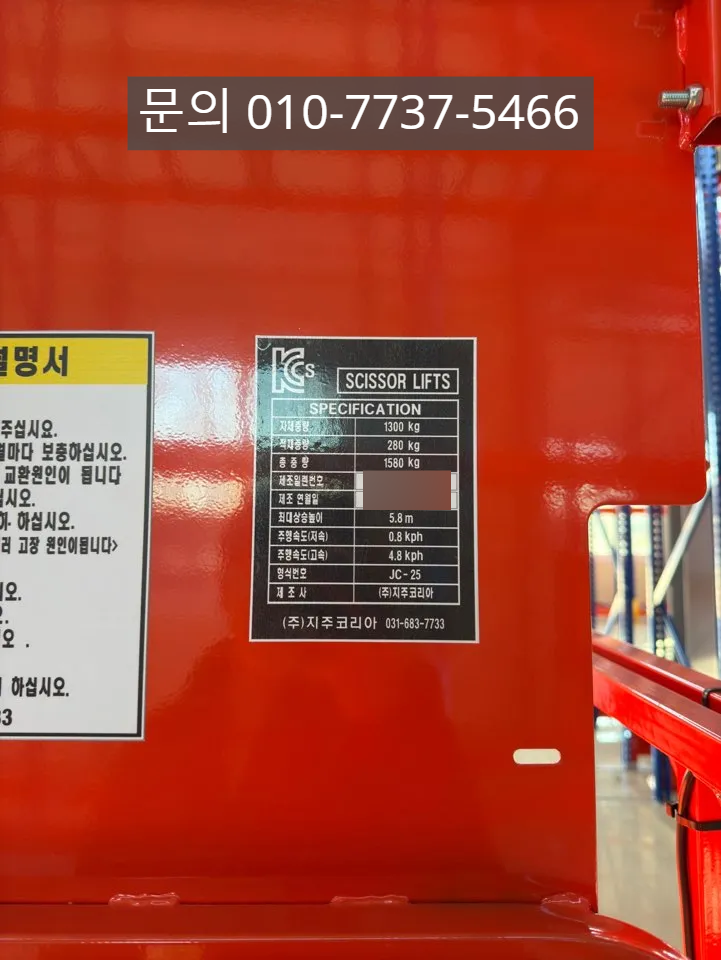 문의 010-7737-5466
설명서
주십시요.
마다 보충하십시오.
교환원인이 됩니다
십시오.
하 하십시오.
러 고장 원인이됩니다>
오.
오.
오 .
하십시오.
33
KCs
SCISSOR LIFTS
SPECIFICATION
자체중량 1300 kg
적재중량 280 kg
총 중 량 1580 kg
제조일련번호
제조 연월일
최대상승높이 5.8 m
주행속도(저속) 0.8 kph
주행속도(고속) 4.8 kph
형식번호 JC-25
제 조 사 (주)지주코리아
(주)지주코리아 031-683-7733